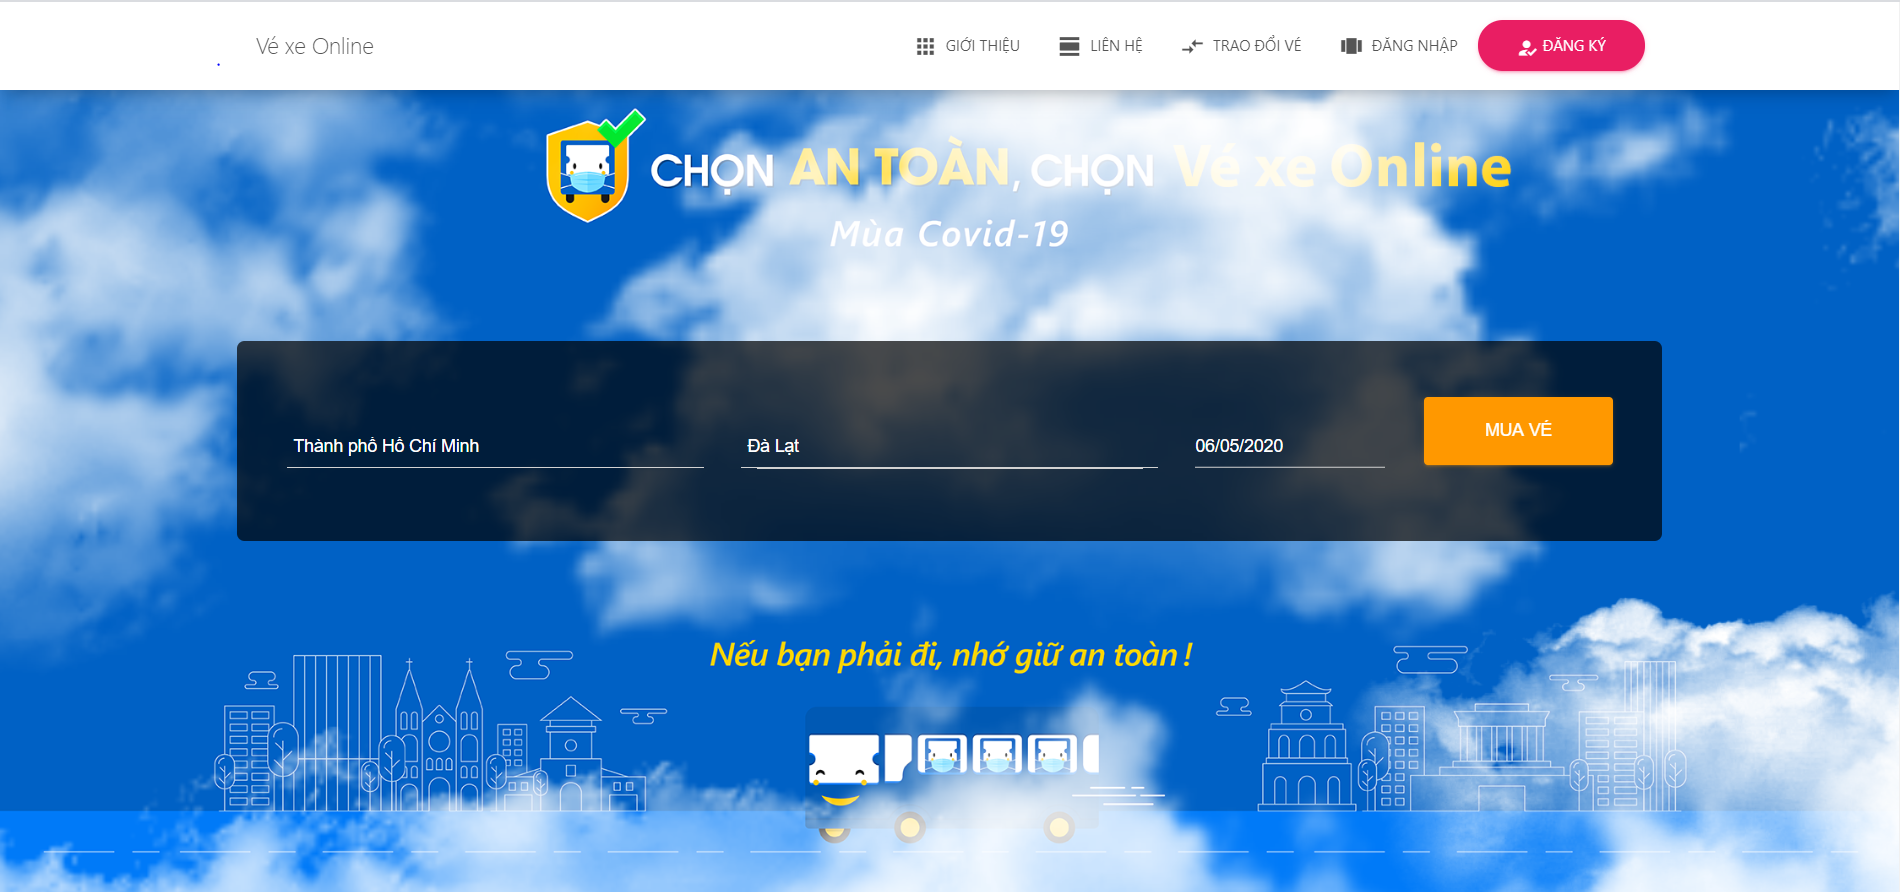 Vé xe Online
GIỚI THIỆU
LIÊN HỆ
TRAO ĐỔI VÉ
ĐĂNG NHẬP
ĐĂNG KÝ
CHỌN AN TOÀN, CHỌN Vé xe Online
Mùa Covid-19
Thành phố Hồ Chí Minh
Đà Lạt
06/05/2020
MUA VÉ
Nếu bạn phải đi, nhớ giữ an toàn !